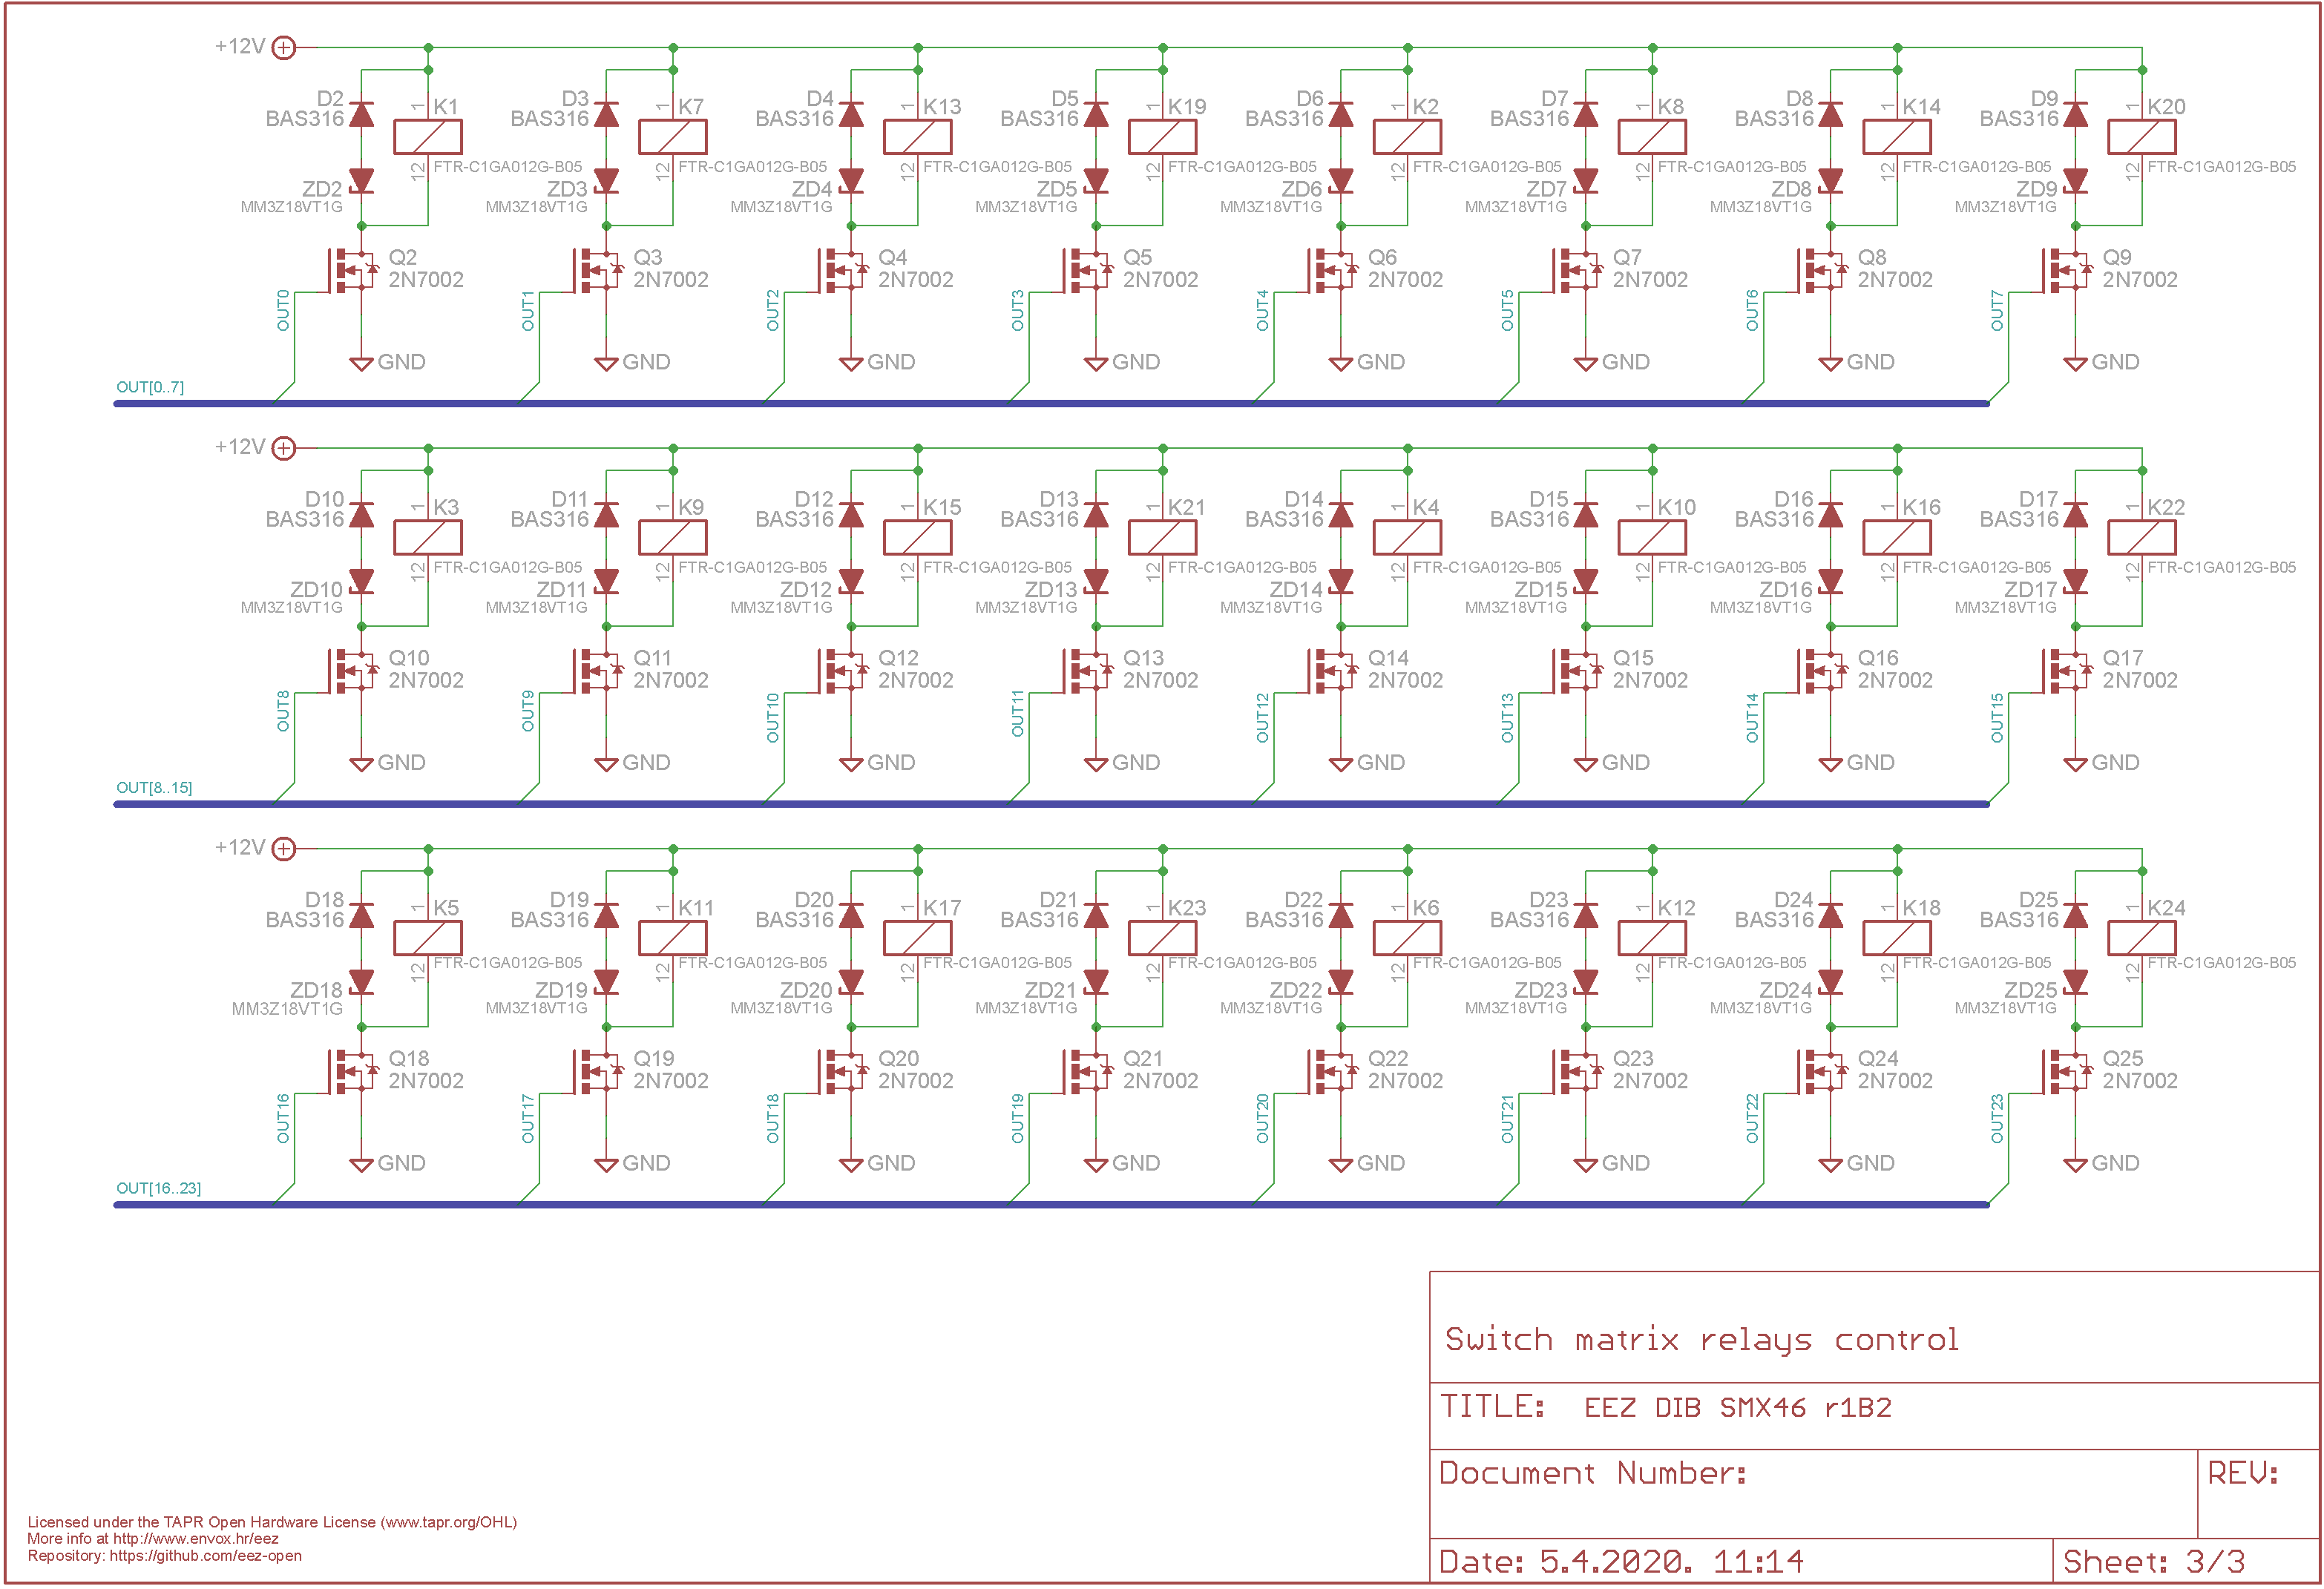 +12V
D2 K1 D3 K7 D4 K13 D5 K19 D6 K2 D7 K8 D8 K14 D9 K20
BAS316 1 BAS316 1 BAS316 1 BAS316 1 BAS316 1 BAS316 1 BAS316 1 BAS316 1
12 FTR-C1GA012G-B05 12 FTR-C1GA012G-B05 12 FTR-C1GA012G-B05 12 FTR-C1GA012G-B05 12 FTR-C1GA012G-B05 12 FTR-C1GA012G-B05 12 FTR-C1GA012G-B05 12 FTR-C1GA012G-B05
ZD2 ZD3 ZD4 ZD5 ZD6 ZD7 ZD8 ZD9
MM3Z18VT1G MM3Z18VT1G MM3Z18VT1G MM3Z18VT1G MM3Z18VT1G MM3Z18VT1G MM3Z18VT1G MM3Z18VT1G
Q2 Q3 Q4 Q5 Q6 Q7 Q8 Q9
2N7002 2N7002 2N7002 2N7002 2N7002 2N7002 2N7002 2N7002
OUT0 OUT1 OUT2 OUT3 OUT4 OUT5 OUT6 OUT7
GND GND GND GND GND GND GND GND
OUT[0..7]
+12V
D10 K3 D11 K9 D12 K15 D13 K21 D14 K4 D15 K10 D16 K16 D17 K22
BAS316 1 BAS316 1 BAS316 1 BAS316 1 BAS316 1 BAS316 1 BAS316 1 BAS316 1
12 FTR-C1GA012G-B05 12 FTR-C1GA012G-B05 12 FTR-C1GA012G-B05 12 FTR-C1GA012G-B05 12 FTR-C1GA012G-B05 12 FTR-C1GA012G-B05 12 FTR-C1GA012G-B05 12 FTR-C1GA012G-B05
ZD10 ZD11 ZD12 ZD13 ZD14 ZD15 ZD16 ZD17
MM3Z18VT1G MM3Z18VT1G MM3Z18VT1G MM3Z18VT1G MM3Z18VT1G MM3Z18VT1G MM3Z18VT1G MM3Z18VT1G
Q10 Q11 Q12 Q13 Q14 Q15 Q16 Q17
2N7002 2N7002 2N7002 2N7002 2N7002 2N7002 2N7002 2N7002
OUT8 OUT9 OUT10 OUT11 OUT12 OUT13 OUT14 OUT15
GND GND GND GND GND GND GND GND
OUT[8..15]
+12V
D18 K5 D19 K11 D20 K17 D21 K23 D22 K6 D23 K12 D24 K18 D25 K24
BAS316 1 BAS316 1 BAS316 1 BAS316 1 BAS316 1 BAS316 1 BAS316 1 BAS316 1
12 FTR-C1GA012G-B05 12 FTR-C1GA012G-B05 12 FTR-C1GA012G-B05 12 FTR-C1GA012G-B05 12 FTR-C1GA012G-B05 12 FTR-C1GA012G-B05 12 FTR-C1GA012G-B05 12 FTR-C1GA012G-B05
ZD18 ZD19 ZD20 ZD21 ZD22 ZD23 ZD24 ZD25
MM3Z18VT1G MM3Z18VT1G MM3Z18VT1G MM3Z18VT1G MM3Z18VT1G MM3Z18VT1G MM3Z18VT1G MM3Z18VT1G
Q18 Q19 Q20 Q21 Q22 Q23 Q24 Q25
2N7002 2N7002 2N7002 2N7002 2N7002 2N7002 2N7002 2N7002
OUT16 OUT17 OUT18 OUT19 OUT20 OUT21 OUT22 OUT23
GND GND GND GND GND GND GND GND
OUT[16..23]
Switch matrix relays control
TITLE: EEZ DIB SMX46 r1B2
Document Number: REV:
Date: 5.4.2020. 11:14 Sheet: 3/3
Licensed under the TAPR Open Hardware License (www.tapr.org/OHL)
More info at http://www.envox.hr/eez
Repository: https://github.com/eez-open